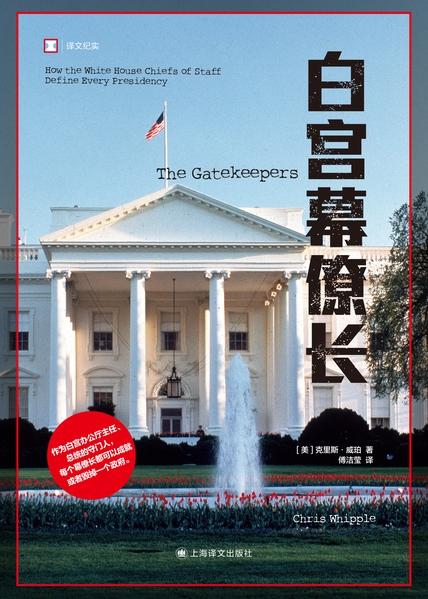 译文纪实
How the White House Chiefs of Staff
Define Every Presidency
白宫幕僚长
The Gatekeepers
作为白宫办公厅主任、
总统的守门人，
每个幕僚长都可以成就
或者毁掉一个政府。
[美]克里斯·威珀 著
傅洁莹 译
Chris Whipple
上海译文出版社